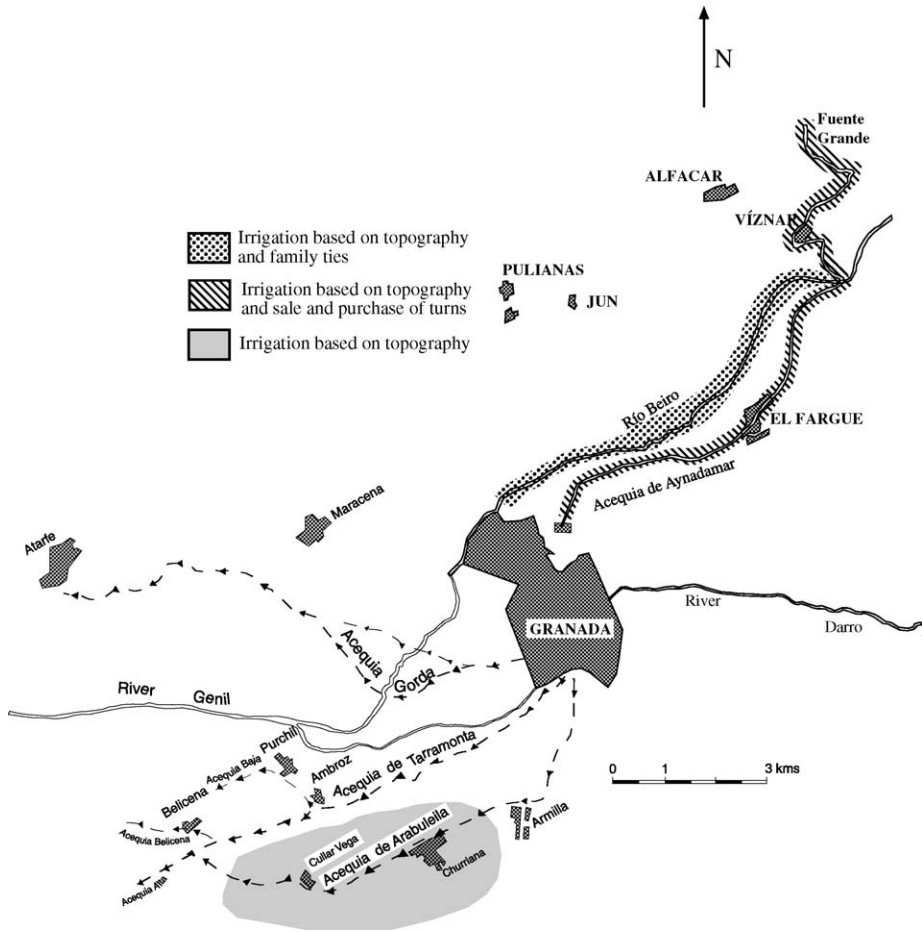 N
Fuente
Grande
ALFACAR
VÍZNAR
Irrigation based on topography
and family ties
PULIANAS
Irrigation based on topography
and sale and purchase of turns
JUN
Irrigation based on topography
Río Beiro
EL FARGUE
Acequia de Aynadamar
Maracena
Atarfe
River
Darro
GRANADA
Acequia
Gorda
River Genil
Purchil
Acequia Baja
Ambroz
Acequia de Tarramonta
0 1 3 kms
Belicena
Armilla
Acequia Belicena
Cullar Vega
Acequia de Arabuleila
Churriana
Acequia Alta